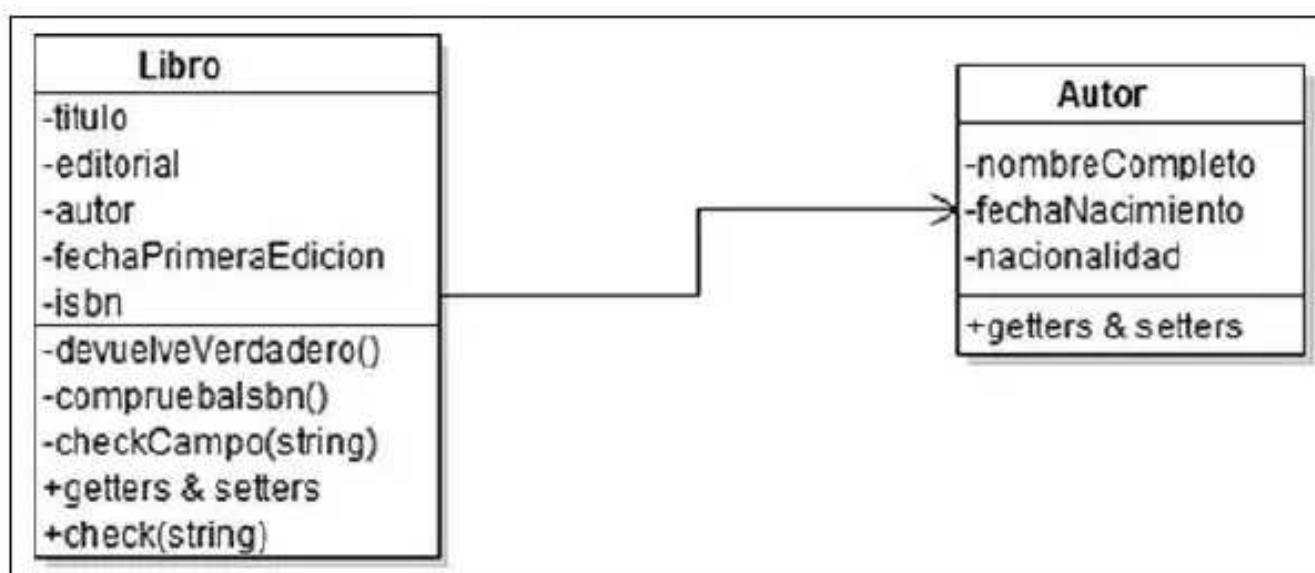 Libro
-titulo
-editorial
-autor
-fechaPrimeraEdicion
-isbn
-devuelveVerdadero()
-compruebaIsbn()
-checkCampo(string)
+getters & setters
+check(string)
Autor
-nombreCompleto
-fechaNacimiento
-nacionalidad
+getters & setters